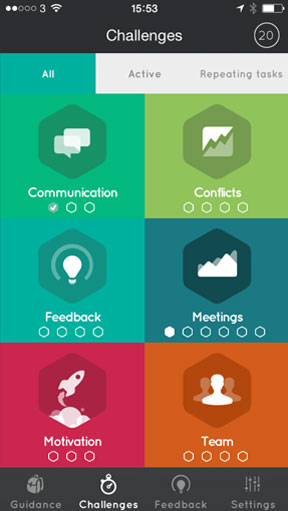 3 15:53
Challenges 20
All Active Repeating tasks
Communication Conflicts
Feedback Meetings
Motivation Team
Guidance Challenges Feedback Settings